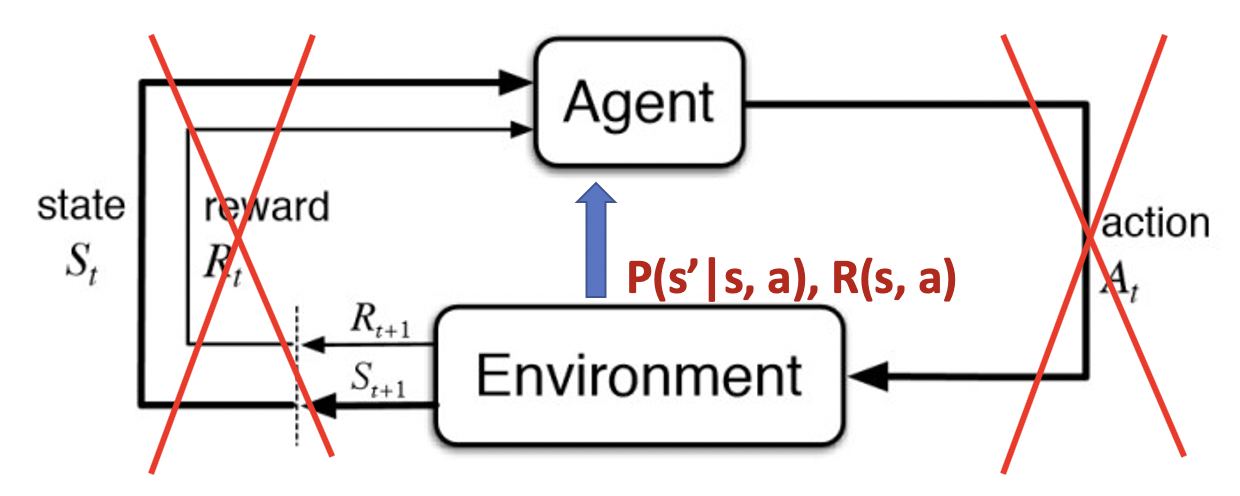 Agent
state
S_t
reward
R_t
action
A_t
P(s'|s, a), R(s, a)
R_{t+1}
S_{t+1}
Environment